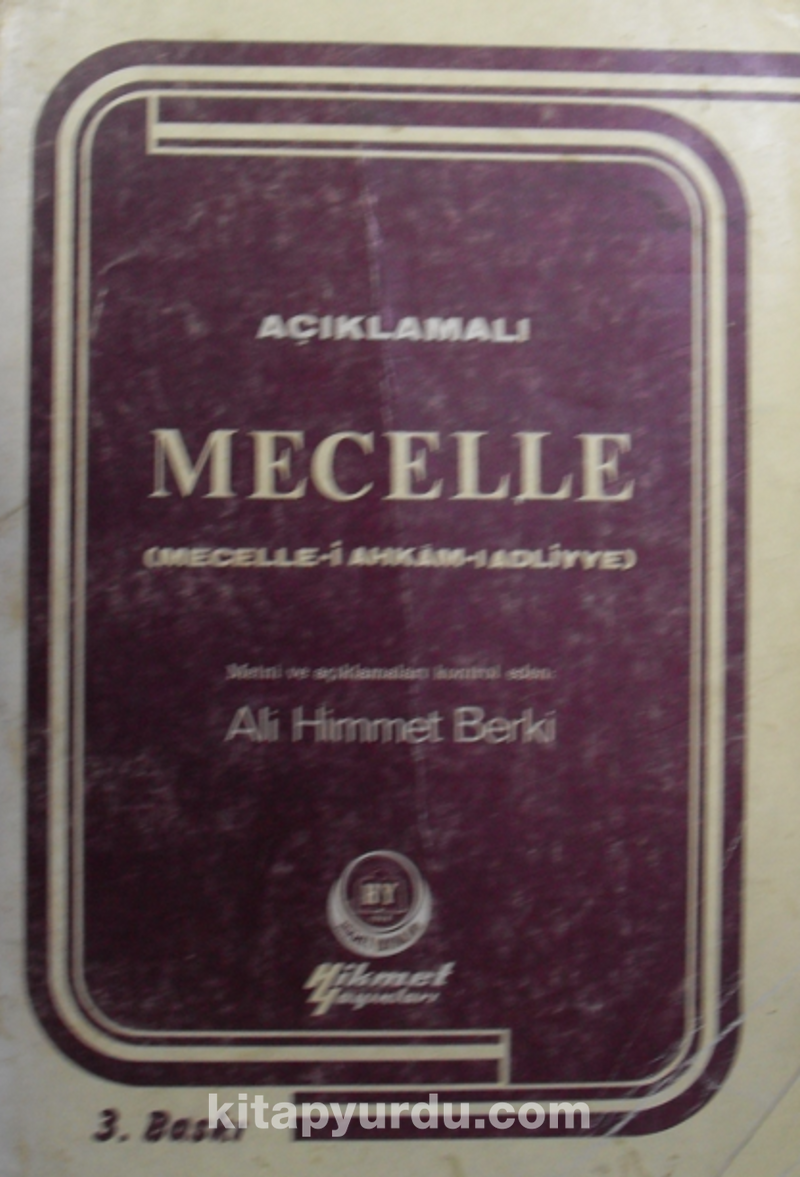 AÇIKLAMALI
MECELLE
(MECELLE-İ AHKÂM-I ADLİYYE)
Metni ve açıklamaları kontrol eden:
Ali Himmet Berki
HY
Hikmet
Yayınları
3. Baskı
kitapyurdu.com